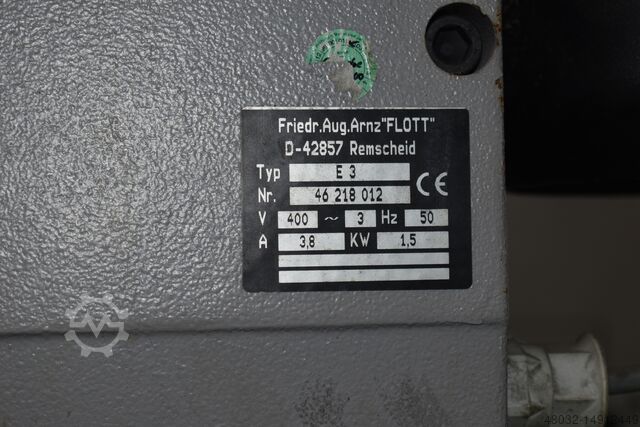 Friedr.Aug.Arnz"FLOTT"
D-42857 Remscheid
Typ E 3
Nr. 46 218 012 CE
V 400 ~ 3 Hz 50
A 3,8 KW 1,5